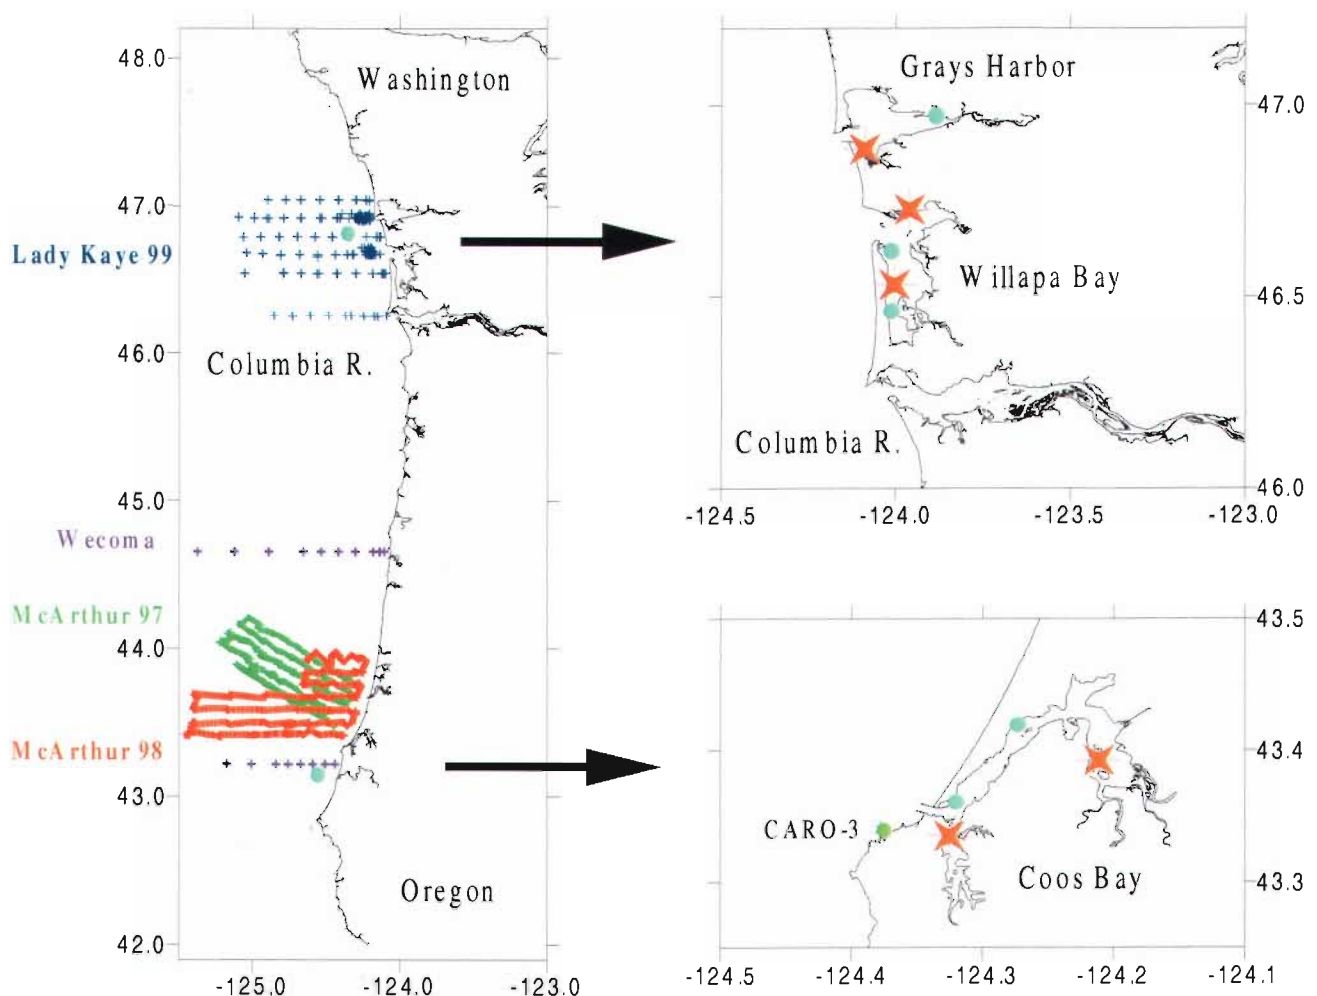 48.0
Washington
47.0
Lady Kaye 99
46.0
Columbia R.
45.0
Wecoma
McArthur 97
44.0
McArthur 98
43.0
Oregon
42.0
-125.0 -124.0 -123.0
Grays Harbor
47.0
Willapa Bay
46.5
Columbia R.
46.0
-124.5 -124.0 -123.5 -123.0
43.5
43.4
CARO-3
Coos Bay
43.3
-124.5 -124.4 -124.3 -124.2 -124.1